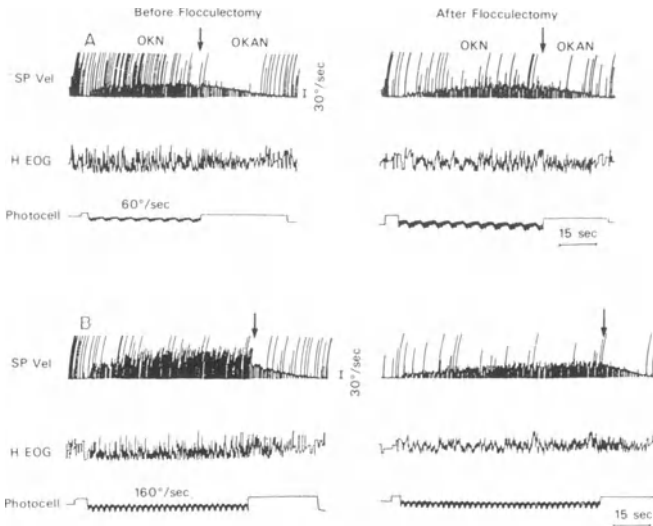 Before Flocculectomy After Flocculectomy
A OKN OKAN OKN OKAN
SP Vel
30°/sec
H EOG
60°/sec
Photocell
15 sec
B
SP Vel
30°/sec
H EOG
160°/sec
Photocell
15 sec